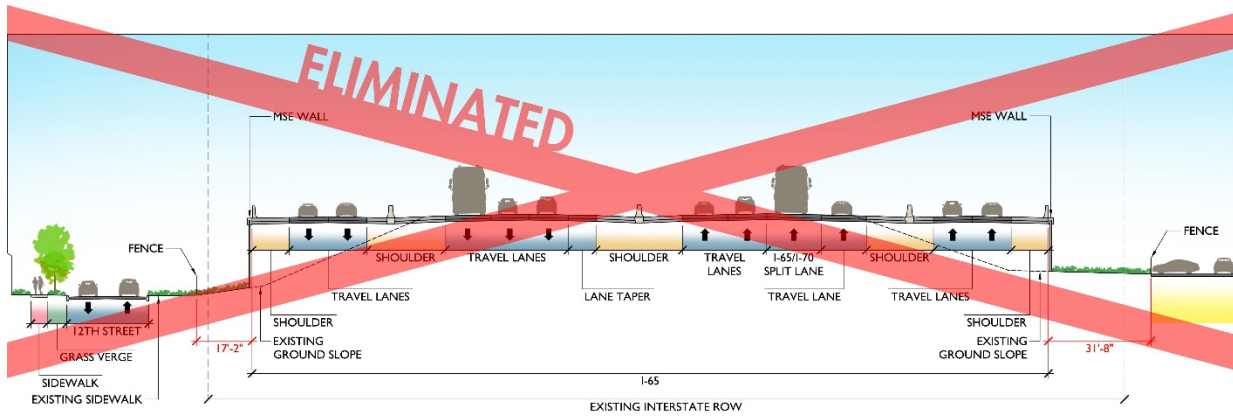 ELIMINATED
MSE WALL
MSE WALL
FENCE
FENCE
SHOULDER
TRAVEL LANES
SHOULDER
TRAVEL
LANES
I-65/I-70
SPLIT LANE
SHOULDER
TRAVEL LANES
LANE TAPER
TRAVEL LANE
TRAVEL LANES
12TH STREET
SHOULDER
SHOULDER
GRASS VERGE
17'-2"
EXISTING
GROUND SLOPE
EXISTING
GROUND SLOPE
31'-8"
SIDEWALK
EXISTING SIDEWALK
I-65
EXISTING INTERSTATE ROW